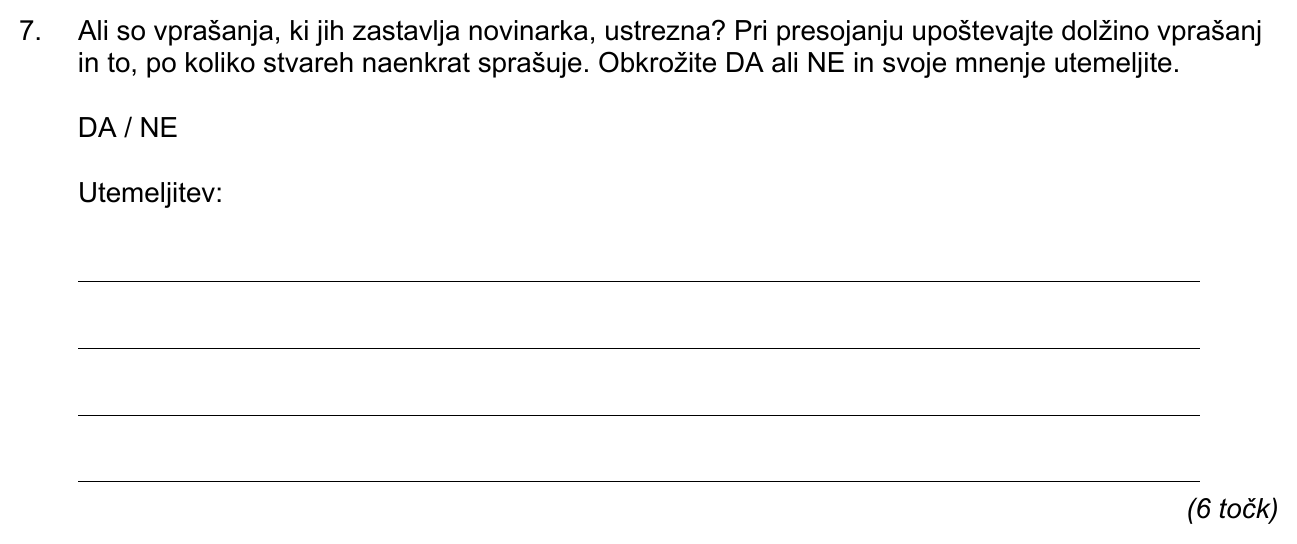 7. Ali so vprašanja, ki jih zastavlja novinarka, ustrezna? Pri presojanju upoštevajte dolžino vprašanj
in to, po koliko stvareh naenkrat sprašuje. Obkrožite DA ali NE in svoje mnenje utemeljite.
DA / NE
Utemeljitev:
(6 točk)